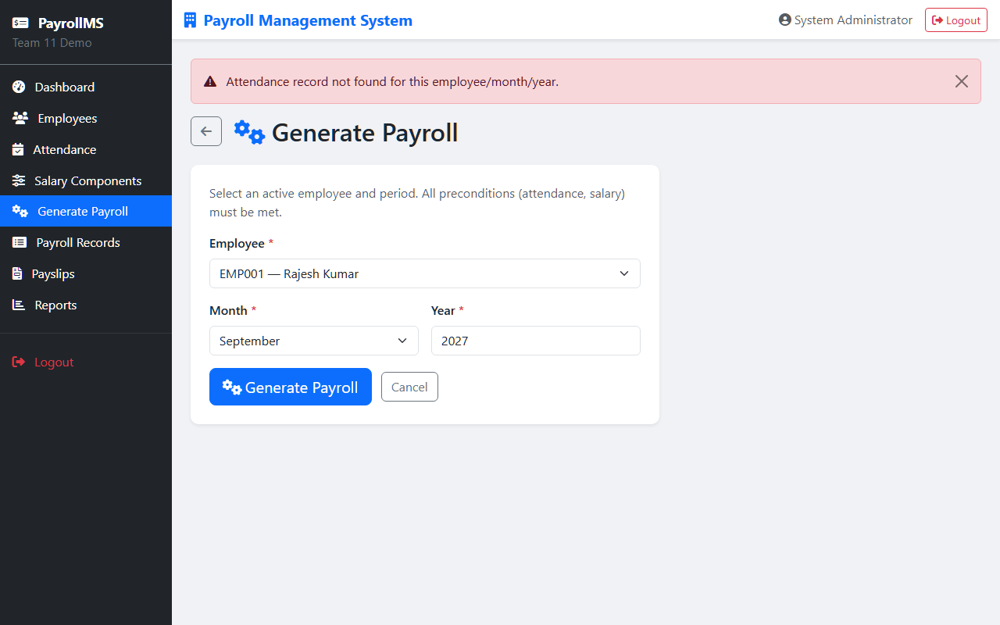 PayrollMS
Team 11 Demo
Dashboard
Employees
Attendance
Salary Components
Generate Payroll
Payroll Records
Payslips
Reports
Logout
Payroll Management System
System Administrator
Logout
Attendance record not found for this employee/month/year.
Generate Payroll
Select an active employee and period. All preconditions (attendance, salary)
must be met.
Employee *
EMP001 — Rajesh Kumar
Month *
Year *
September
2027
Generate Payroll
Cancel